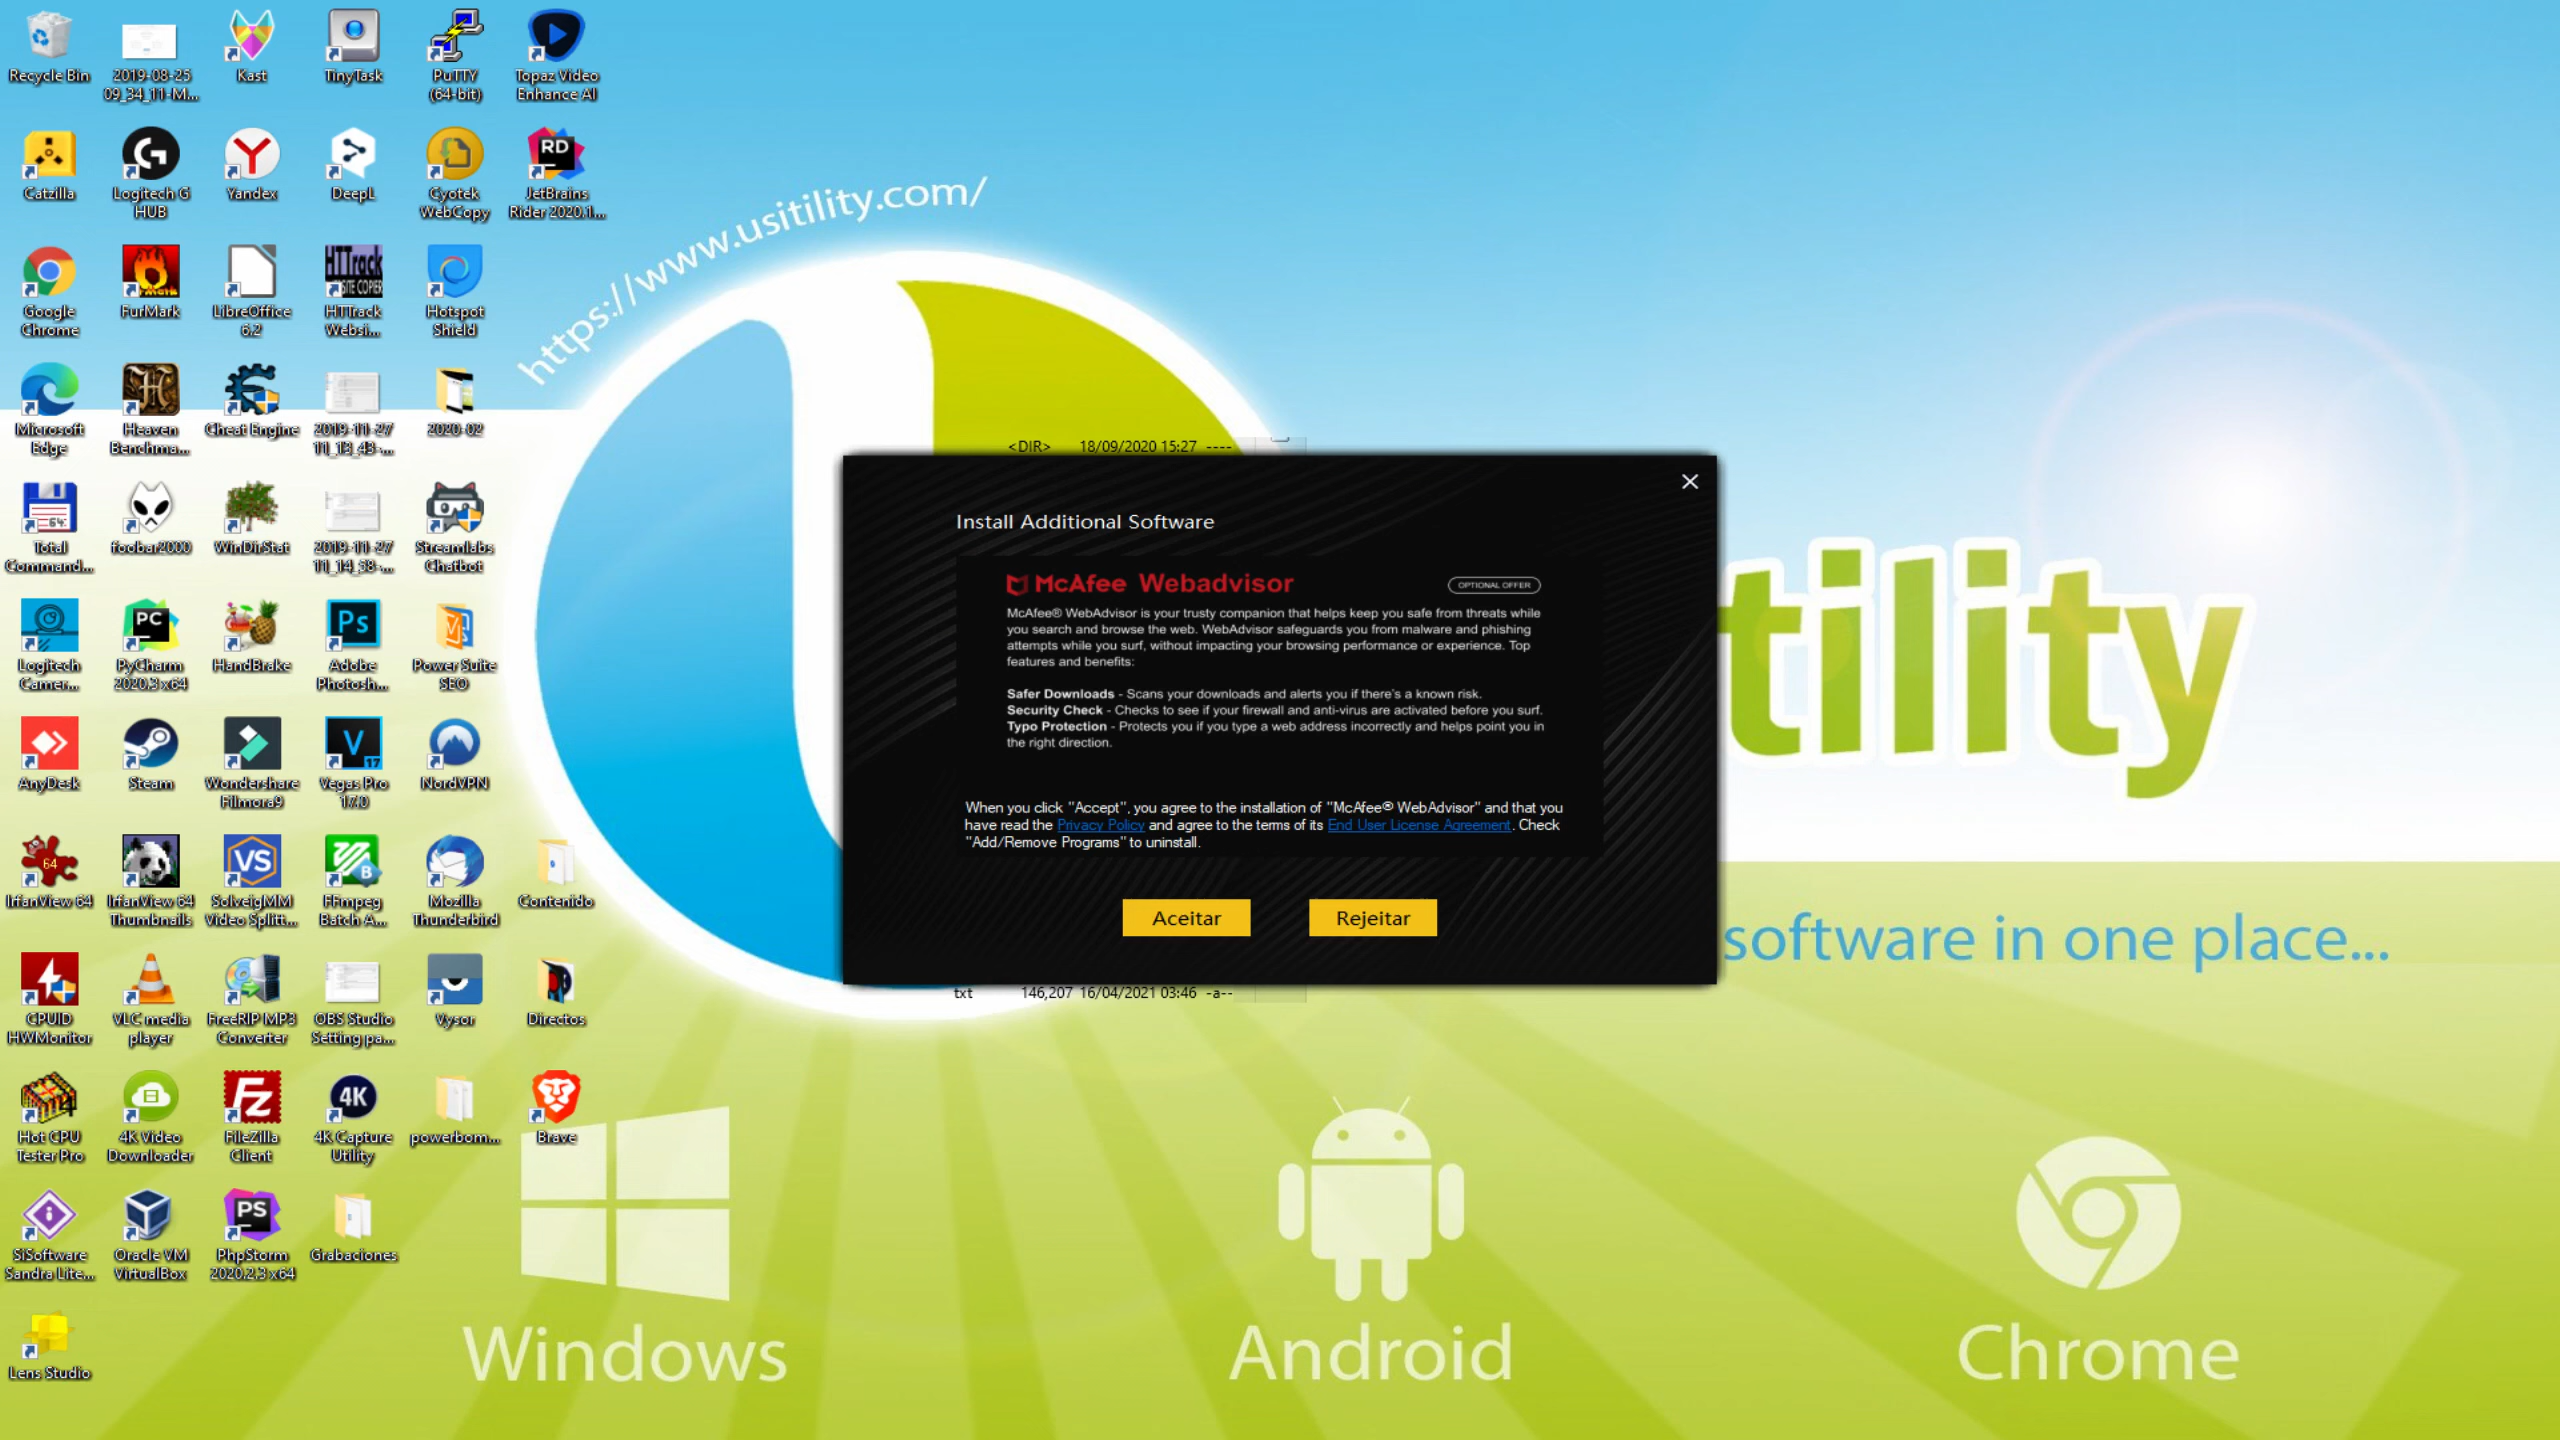 Recycle Bin
2019-08-25
09_34_11-M...
Kast
TinyTask
PuTTY
(64-bit)
Topaz Video
Enhance AI
Catzilla
Logitech G
HUB
Yandex
DeepL
Cyotek
WebCopy
RD
JetBrains
Rider 2020.1...
Google
Chrome
FurMark
LibreOffice
6.2
HTTrack
SITE COPIER
HTTrack
Websi...
Hotspot
Shield
https://www.usitility.com/
Microsoft
Edge
Heaven
Benchma...
Cheat Engine
2019-11-27
11_13_43-...
2020-02
<DIR> 18/09/2020 15:27 ----
64
Total
Command...
foobar2000
WinDirStat
2019-11-27
11_14_38-...
Streamlabs
Chatbot
Install Additional Software
McAfee Webadvisor
OPTIONAL OFFER
McAfee® WebAdvisor is your trusty companion that helps keep you safe from threats while
you search and browse the web. WebAdvisor safeguards you from malware and phishing
attempts while you surf, without impacting your browsing performance or experience. Top
features and benefits:
Safer Downloads - Scans your downloads and alerts you if there's a known risk.
Security Check - Checks to see if your firewall and anti-virus are activated before you surf.
Typo Protection - Protects you if you type a web address incorrectly and helps point you in
the right direction.
When you click "Accept", you agree to the installation of "McAfee® WebAdvisor" and that you
have read the Privacy Policy and agree to the terms of its End User License Agreement. Check
"Add/Remove Programs" to uninstall.
Aceitar
Rejeitar
tility
software in one place...
txt 146,207 16/04/2021 03:46 -a--
Logitech
Camer...
PC
PyCharm
2020.3 x64
HandBrake
Ps
Adobe
Photosh...
Power Suite
SEO
AnyDesk
Steam
Wondershare
Filmora9
V
17
Vegas Pro
17.0
NordVPN
64
IrfanView 64
IrfanView 64
Thumbnails
VS
SolveigMM
Video Splitt...
B
FFmpeg
Batch A...
Mozilla
Thunderbird
Contenido
CPUID
HWMonitor
VLC media
player
FreeRIP MP3
Converter
OBS Studio
Setting pa...
Vysor
Directos
4
Hot CPU
Tester Pro
4K Video
Downloader
Fz
FileZilla
Client
4K
4K Capture
Utility
powerbom...
Brave
SiSoftware
Sandra Lite...
Oracle VM
VirtualBox
PS
PhpStorm
2020.2.3 x64
Grabaciones
Lens Studio
Windows
Android
Chrome